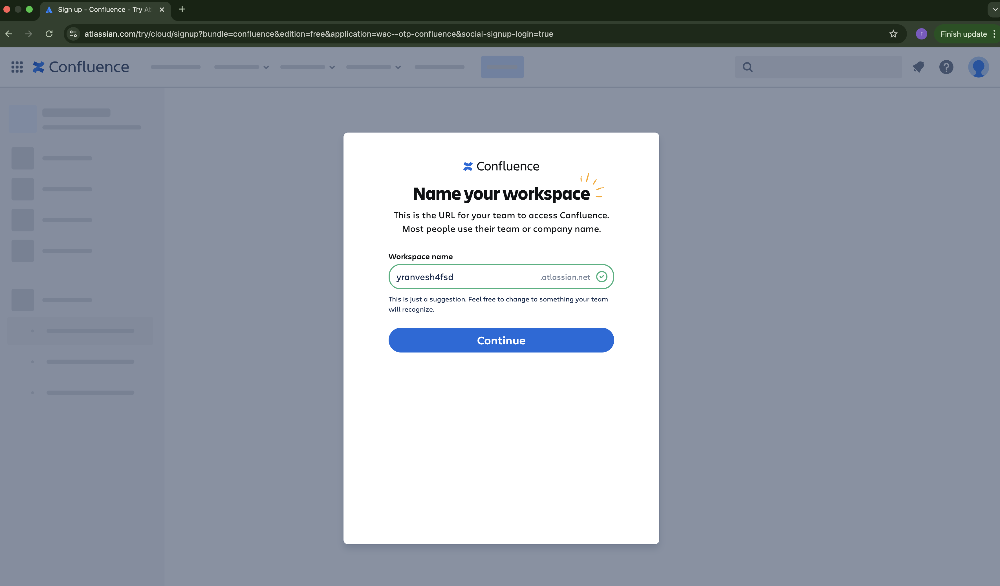 Sign up - Confluence - Try At
atlassian.com/try/cloud/signup?bundle=confluence&edition=free&application=wac--otp-confluence&social-signup-login=true
r
Finish update
Confluence
Confluence
Name your workspace
This is the URL for your team to access Confluence.
Most people use their team or company name.
Workspace name
yranvesh4fsd
.atlassian.net
This is just a suggestion. Feel free to change to something your team
will recognize.
Continue